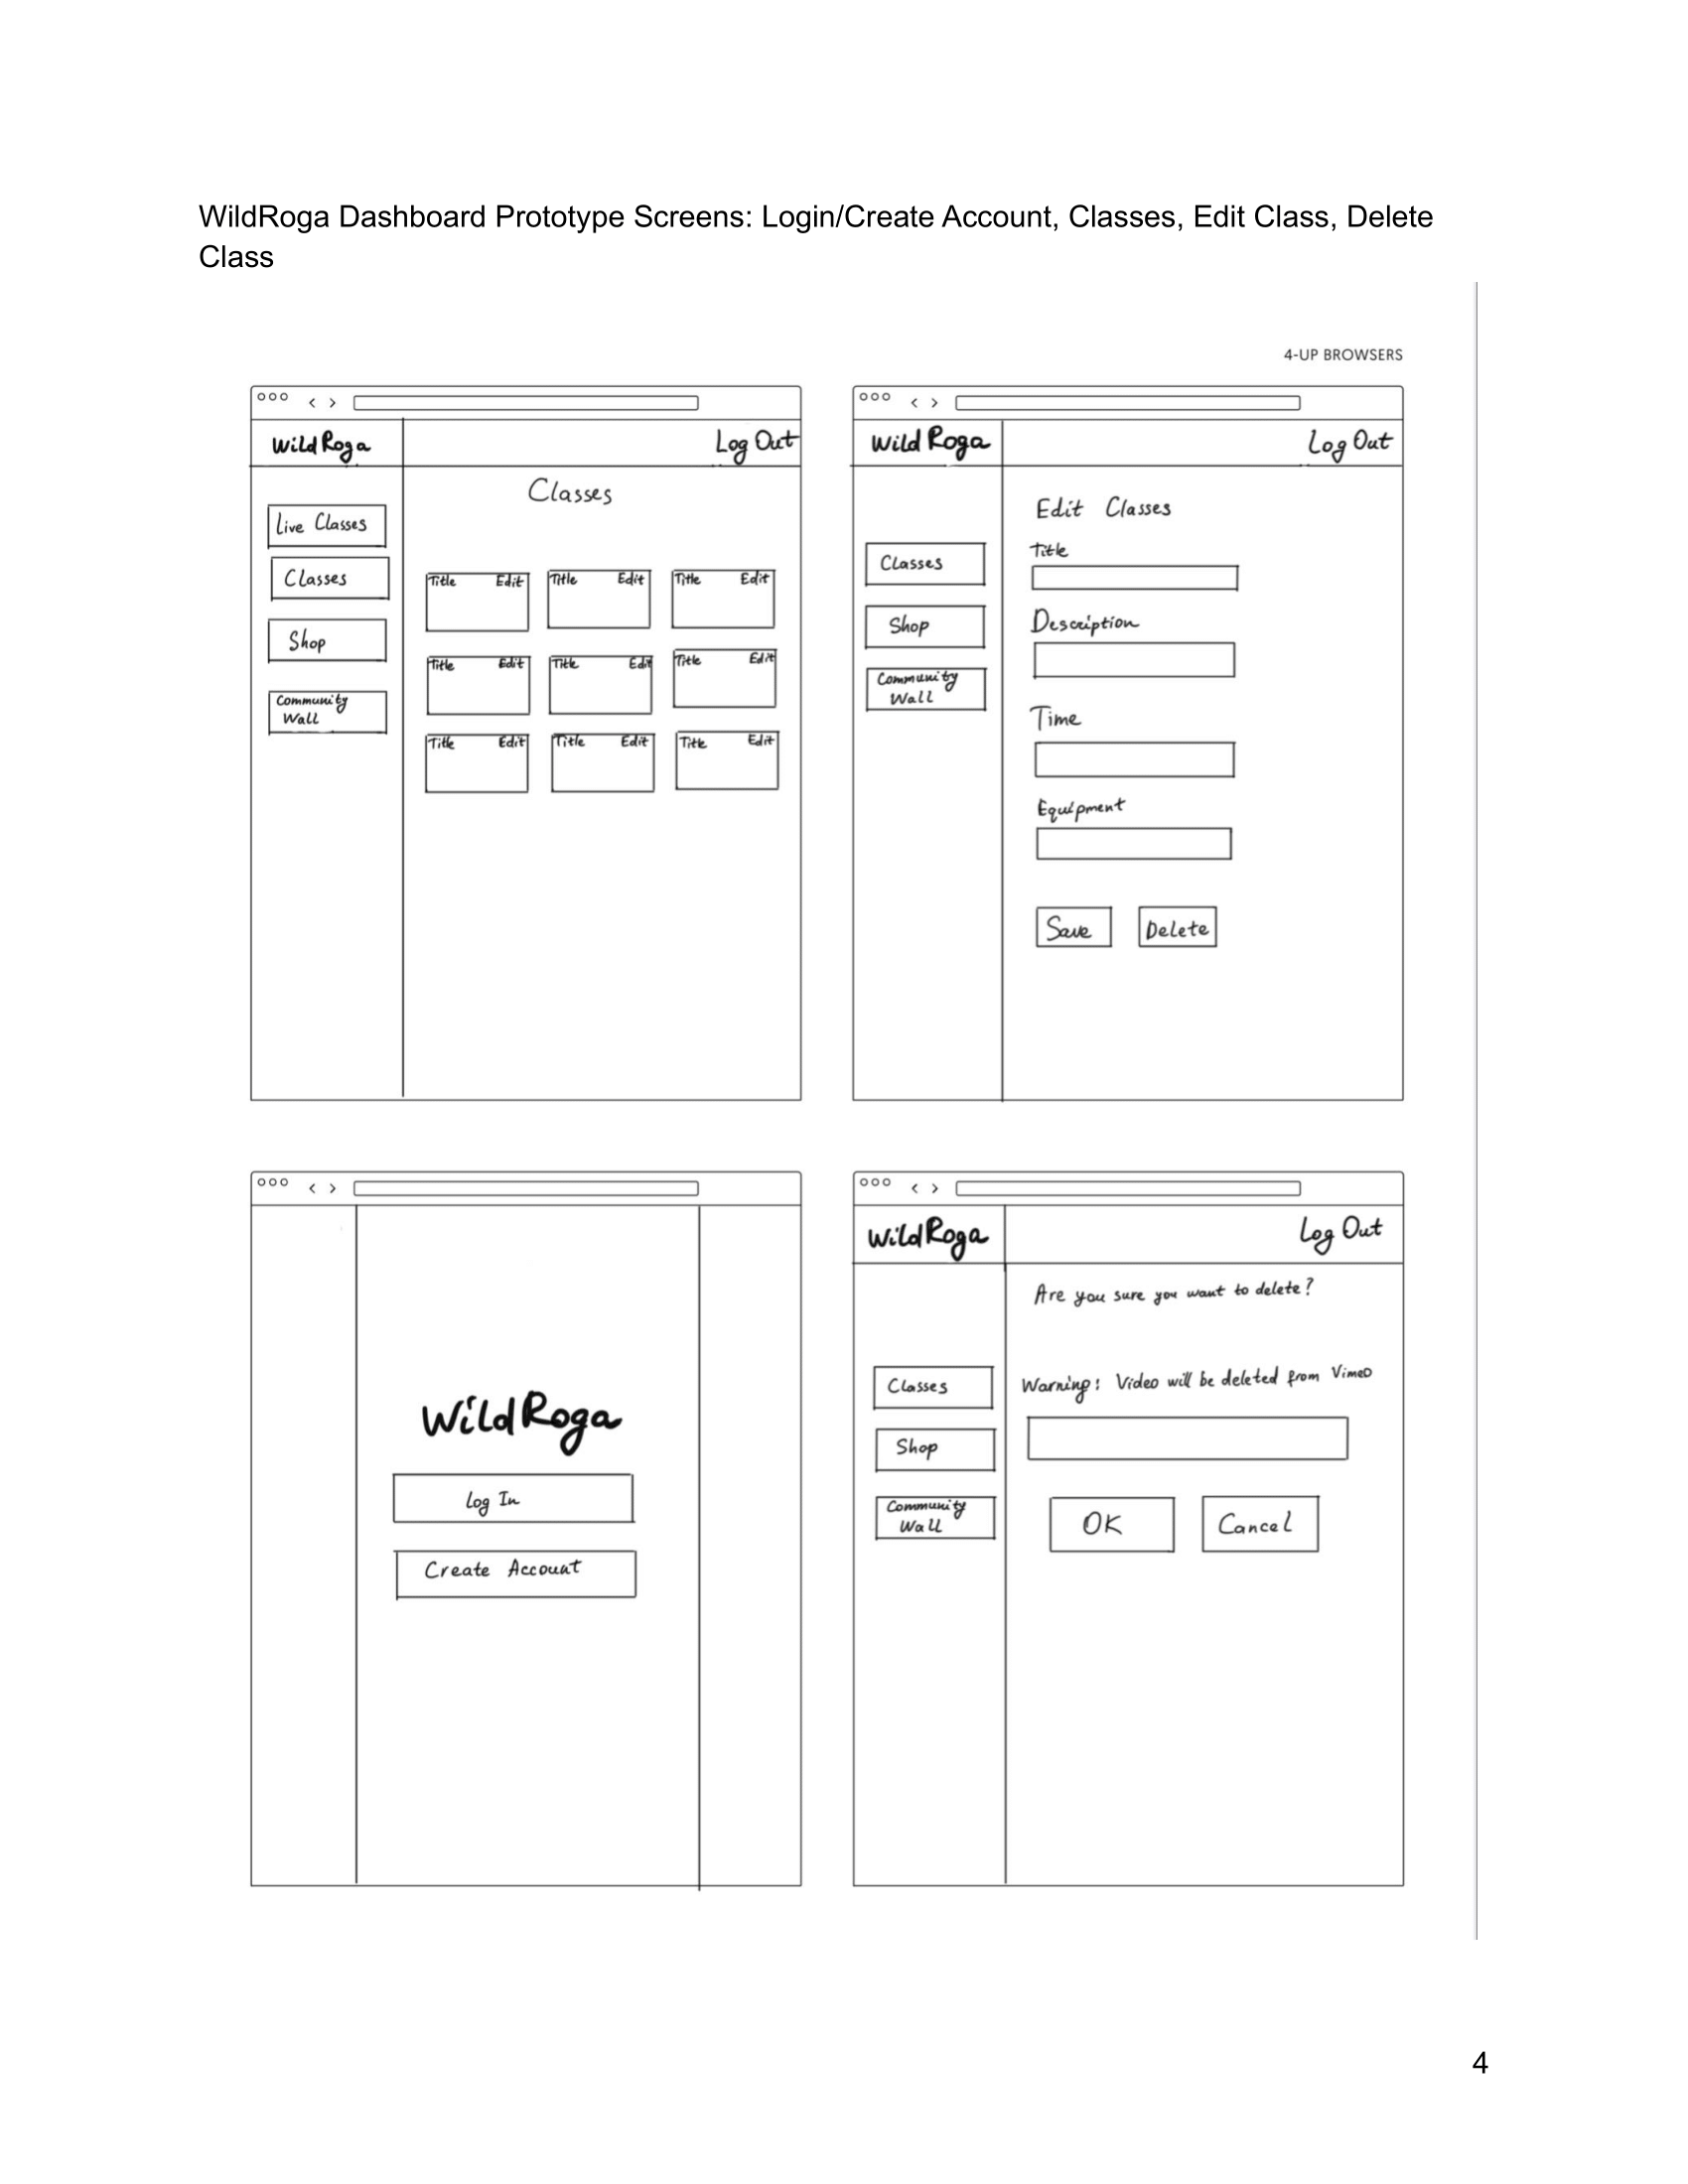 WildRoga Dashboard Prototype Screens: Login/Create Account, Classes, Edit Class, Delete
Class
4-UP BROWSERS
WildRoga
Log Out
Classes
Live Classes
Classes
Shop
Community
Wall
Title Edit Title Edit Title Edit
Title Edit Title Edit Title Edit
Title Edit Title Edit Title Edit
Wild Roga
Log Out
Edit Classes
Classes
Shop
Community
Wall
Title
Description
Time
Equipment
Save Delete
WildRoga
Log In
Create Account
WildRoga
Log Out
Are you sure you want to delete?
Classes
Shop
Community
Wall
Warning! Video will be deleted from Vimeo
OK Cancel
4